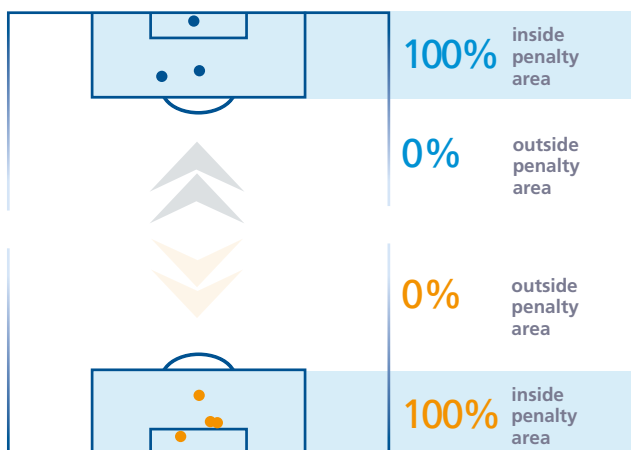 100%
inside
penalty
area
0%
outside
penalty
area
0%
outside
penalty
area
100%
inside
penalty
area